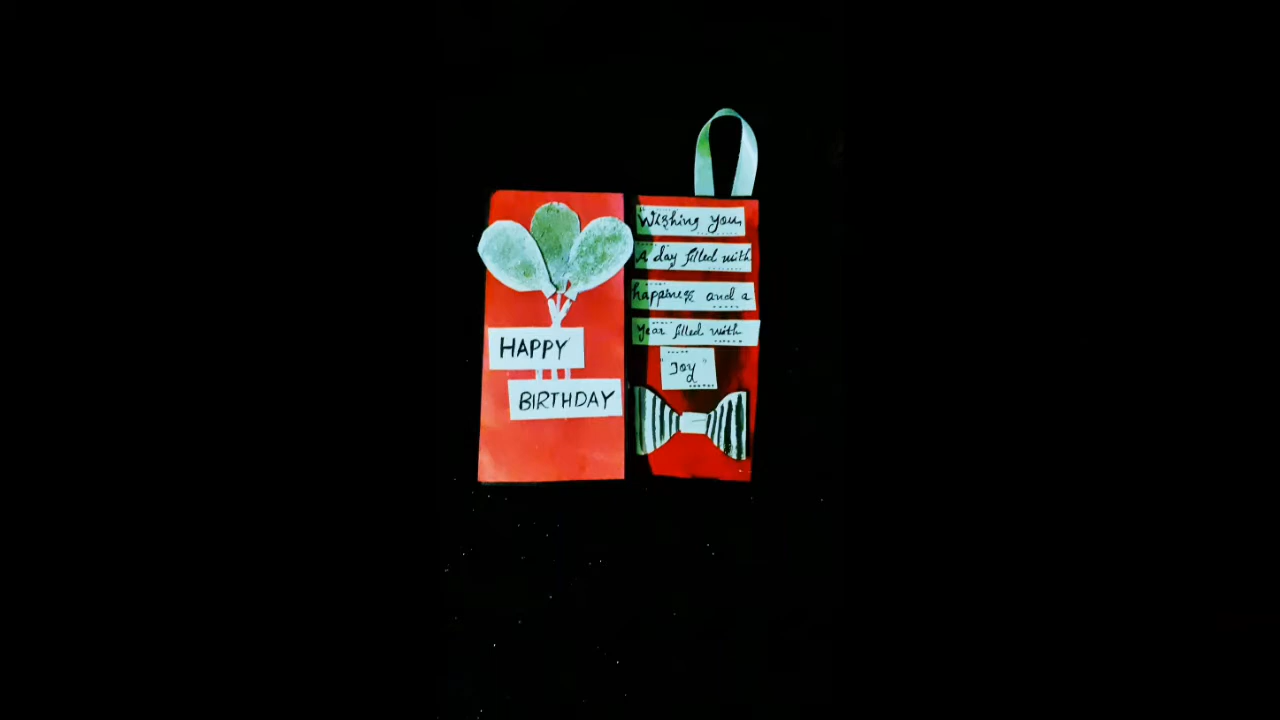 HAPPY
BIRTHDAY
"Wishing you
A day filled with
happiness and a
year filled with
"Joy"